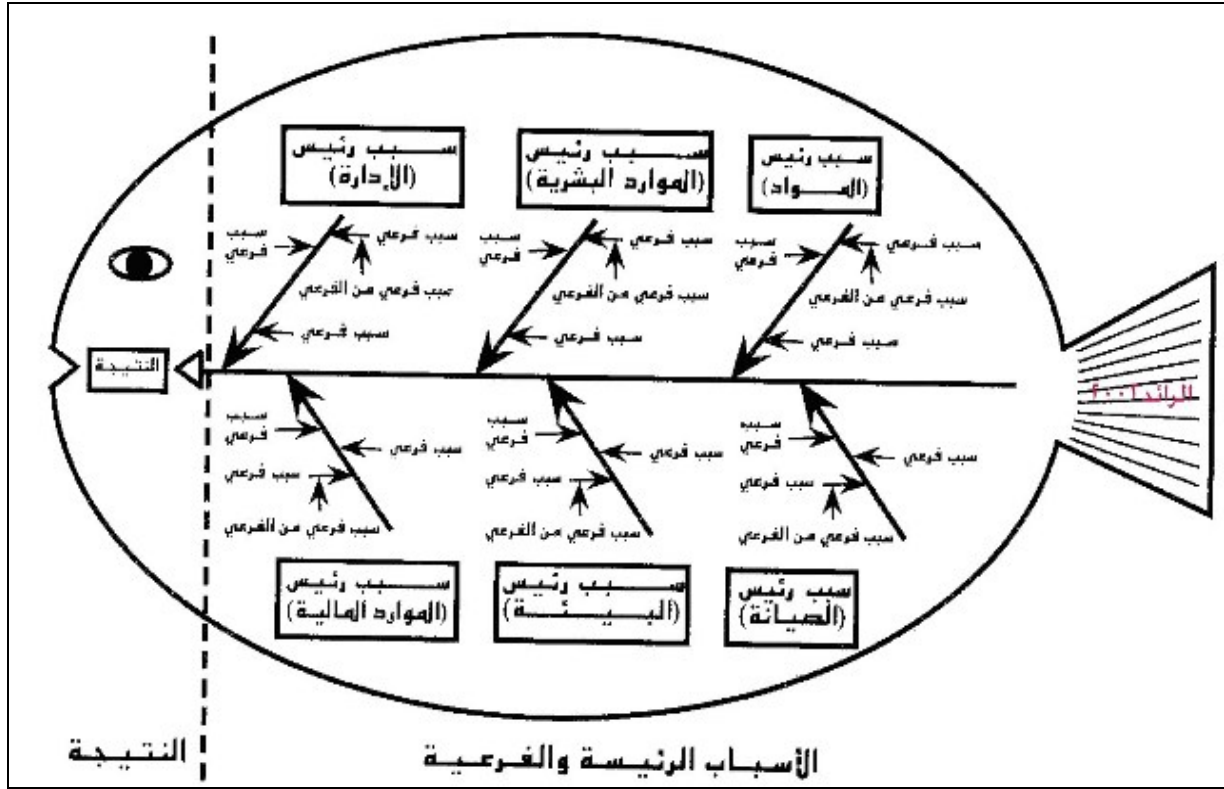 سبب رئيس
(المواد)
سبب رئيس
(الموارد البشرية)
سبب رئيس
(الإدارة)
سبب فرعي
سبب
فرعي
سبب فرعي من الفرعي
سبب فرعي
سبب فرعي
سبب
فرعي
سبب فرعي من الفرعي
سبب فرعي
سبب فرعي
سبب
فرعي
سبب فرعي من الفرعي
سبب فرعي
النتيجة
سبب
فرعي
سبب فرعي
سبب فرعي
سبب فرعي من الفرعي
سبب
فرعي
سبب فرعي
سبب فرعي
سبب فرعي من الفرعي
سبب
فرعي
سبب فرعي
سبب فرعي
سبب فرعي من الفرعي
سبب رئيس
(الصيانة)
سبب رئيس
(البيئة)
سبب رئيس
(الموارد المالية)
الأسباب الرئيسة والفرعية
النتيجة